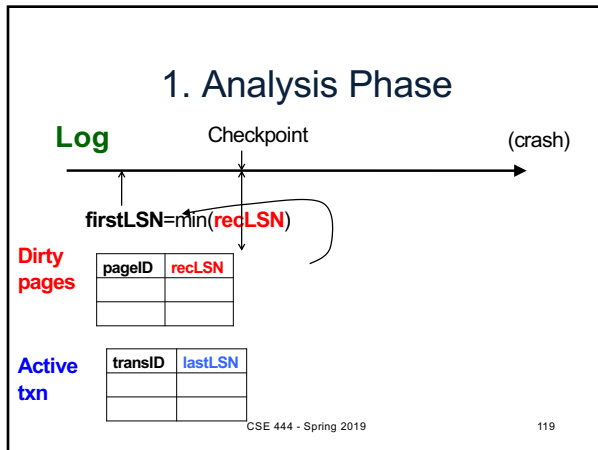 1. Analysis Phase
Log
Checkpoint
(crash)
firstLSN=min(recLSN)
Dirty pages
pageID recLSN
Active txn
transID lastLSN
CSE 444 - Spring 2019
119